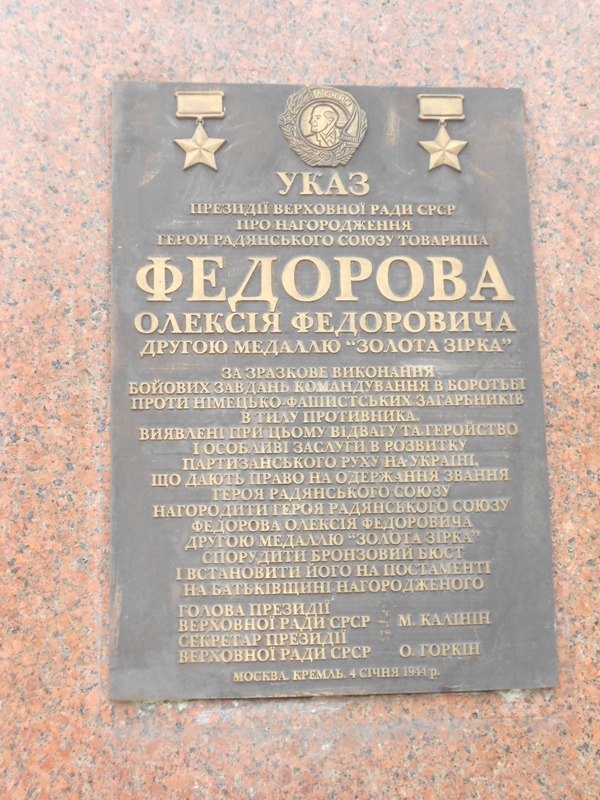 УКАЗ
ПРЕЗИДІЇ ВЕРХОВНОЇ РАДИ СРСР
ПРО НАГОРОДЖЕННЯ
ГЕРОЯ РАДЯНСЬКОГО СОЮЗУ ТОВАРИША
ФЕДОРОВА
ОЛЕКСІЯ ФЕДОРОВИЧА
ДРУГОЮ МЕДАЛЛЮ “ЗОЛОТА ЗІРКА”
ЗА ЗРАЗКОВЕ ВИКОНАННЯ
БОЙОВИХ ЗАВДАНЬ КОМАНДУВАННЯ В БОРОТЬБІ
ПРОТИ НІМЕЦЬКО-ФАШИСТСЬКИХ ЗАГАРБНИКІВ
В ТИЛУ ПРОТИВНИКА.
ВИЯВЛЕНІ ПРИ ЦЬОМУ ВІДВАГУ ТА ГЕРОЙСТВО
І ОСОБЛИВІ ЗАСЛУГИ В РОЗВИТКУ
ПАРТИЗАНСЬКОГО РУХУ НА УКРАЇНІ,
ЩО ДАЮТЬ ПРАВО НА ОДЕРЖАННЯ ЗВАННЯ
ГЕРОЯ РАДЯНСЬКОГО СОЮЗУ
НАГОРОДИТИ ГЕРОЯ РАДЯНСЬКОГО СОЮЗУ
ФЕДОРОВА ОЛЕКСІЯ ФЕДОРОВИЧА
ДРУГОЮ МЕДАЛЛЮ “ЗОЛОТА ЗІРКА”
СПОРУДИТИ БРОНЗОВИЙ БЮСТ
І ВСТАНОВИТИ ЙОГО НА ПОСТАМЕНТІ
НА БАТЬКІВЩИНІ НАГОРОДЖЕНОГО
ГОЛОВА ПРЕЗИДІЇ
ВЕРХОВНОЇ РАДИ СРСР М. КАЛІНІН
СЕКРЕТАР ПРЕЗИДІЇ
ВЕРХОВНОЇ РАДИ СРСР О. ГОРКІН
МОСКВА. КРЕМЛЬ. 4 СІЧНЯ 1944 р.